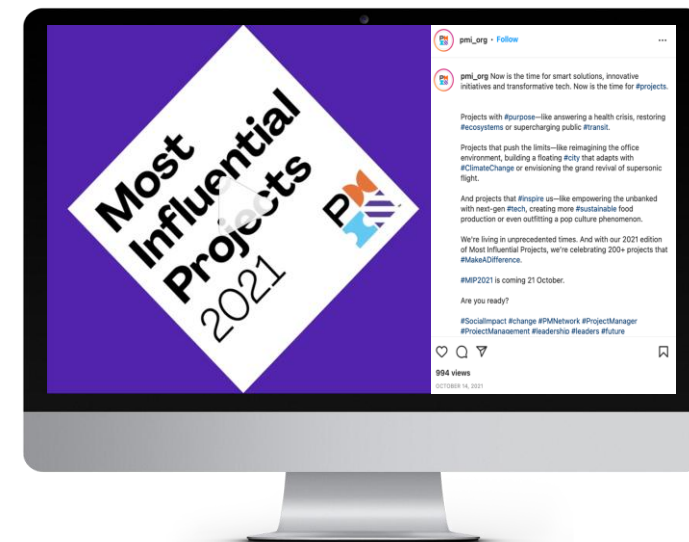 Most
Influential
Projects
2021
PM
pmi_org • Follow
pmi_org Now is the time for smart solutions, innovative
initiatives and transformative tech. Now is the time for #projects.
Projects with #purpose—like answering a health crisis, restoring
#ecosystems or supercharging public #transit.
Projects that push the limits—like reimagining the office
environment, building a floating #city that adapts with
#ClimateChange or envisioning the grand revival of supersonic
flight.
And projects that #inspire us—like empowering the unbanked
with next-gen #tech, creating more #sustainable food
production or even outfitting a pop culture phenomenon.
We're living in unprecedented times. And with our 2021 edition
of Most Influential Projects, we're celebrating 200+ projects that
#MakeADifference.
#MIP2021 is coming 21 October.
Are you ready?
#SocialImpact #change #PMNetwork #ProjectManager
#ProjectManagement #leadership #leaders #future
994 views
OCTOBER 14, 2021